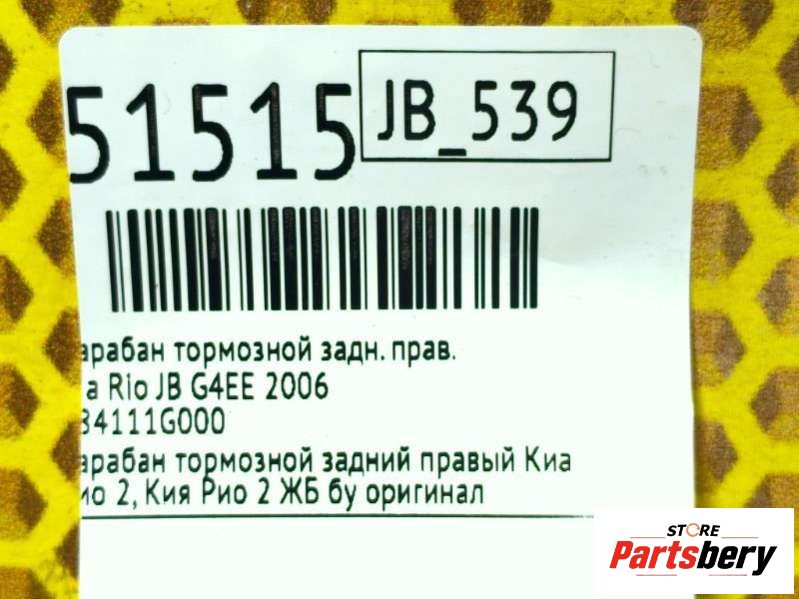 51515
JB_539
арабан тормозной задн. прав.
a Rio JB G4EE 2006
34111G000
арабан тормозной задний правый Киа
ио 2, Кия Рио 2 ЖБ бу оригинал
STORE
Partsbery